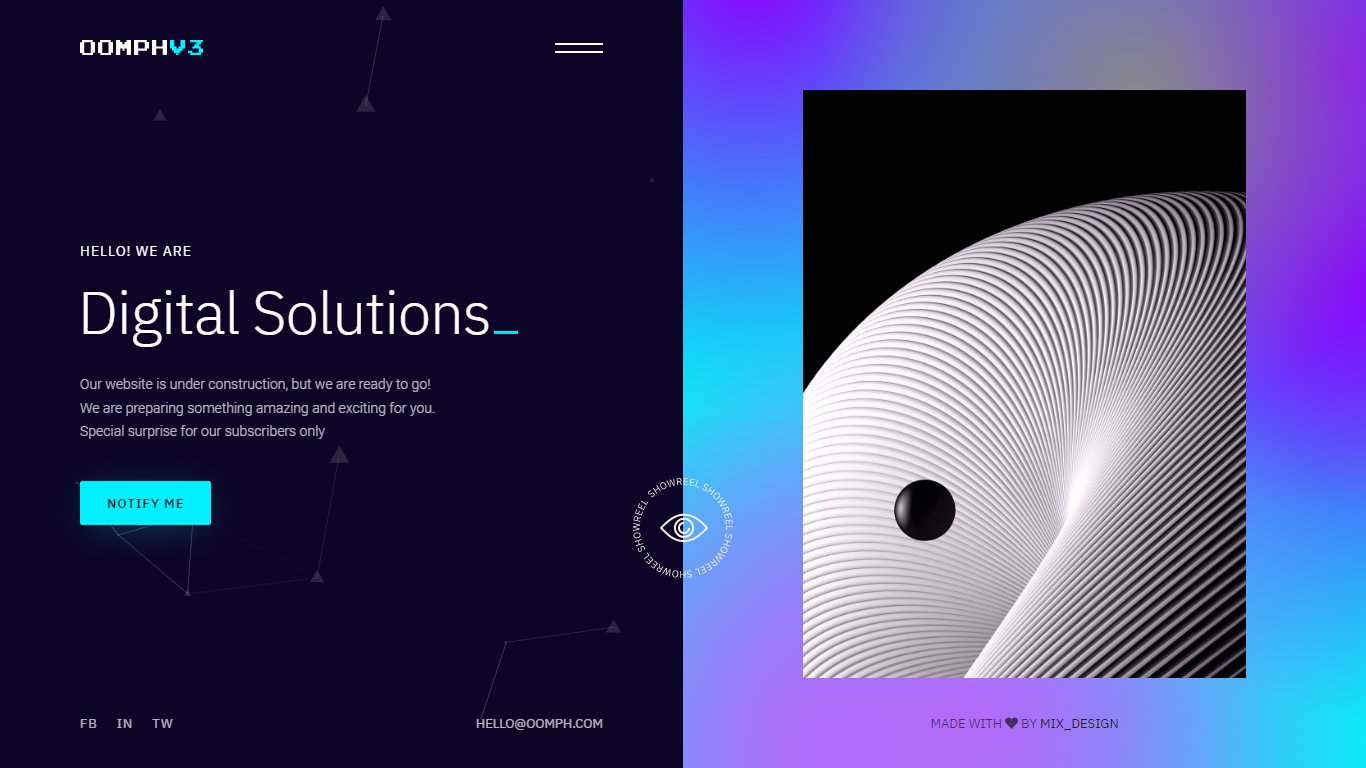 OOMPHV3
HELLO! WE ARE
Digital Solutions_
Our website is under construction, but we are ready to go!
We are preparing something amazing and exciting for you.
Special surprise for our subscribers only
NOTIFY ME
SHOWREEL SHOWREEL SHOWREEL SHOWREEL SHOWREEL SHOWREEL
FB IN TW
HELLO@OOMPH.COM
MADE WITH ♥ BY MIX_DESIGN